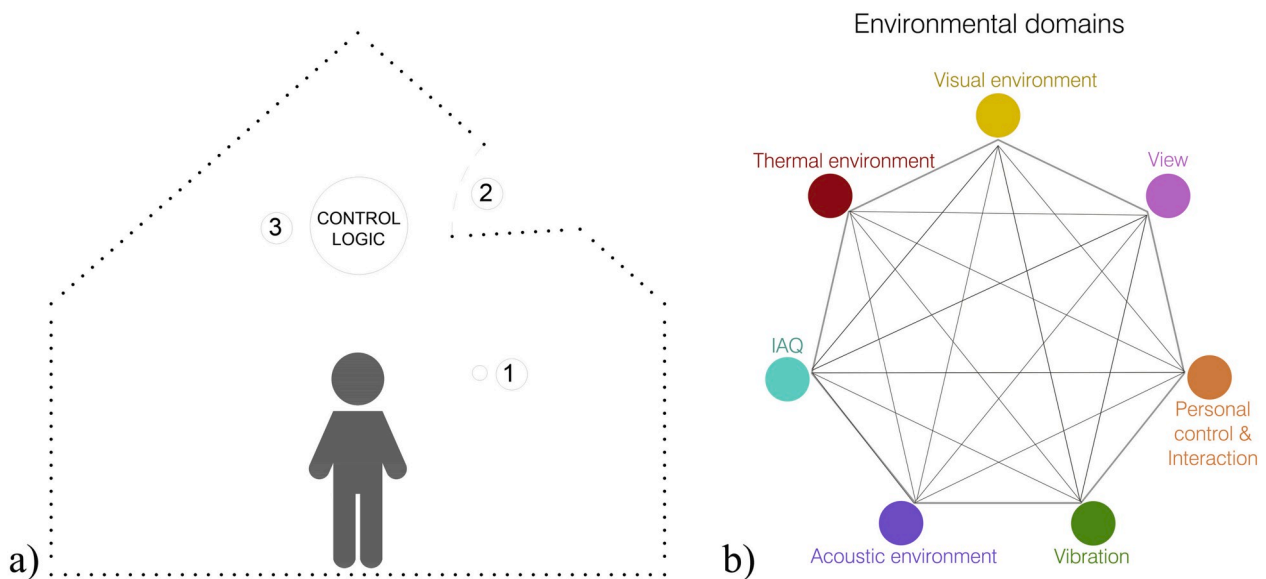 3
CONTROL
LOGIC
2
1
a)
Environmental domains
Visual environment
Thermal environment
View
IAQ
Personal
control &
Interaction
Acoustic environment
Vibration
b)